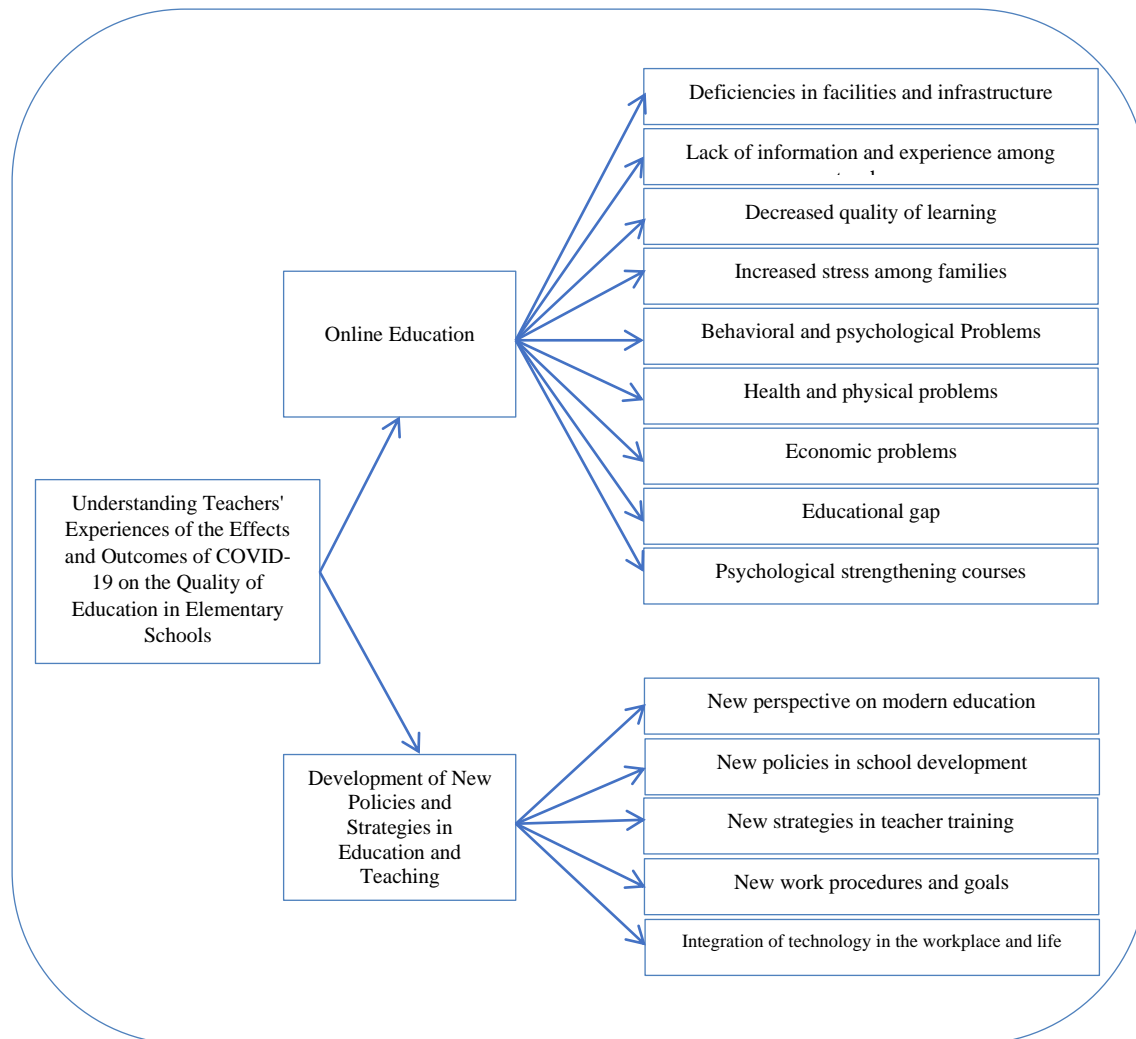 Deficiencies in facilities and infrastructure
Lack of information and experience among
Decreased quality of learning
Increased stress among families
Online Education
Behavioral and psychological Problems
Health and physical problems
Economic problems
Educational gap
Psychological strengthening courses
Understanding Teachers'
Experiences of the Effects
and Outcomes of COVID-
19 on the Quality of
Education in Elementary
Schools
New perspective on modern education
New policies in school development
Development of New
Policies and
Strategies in
Education and
Teaching
New strategies in teacher training
New work procedures and goals
Integration of technology in the workplace and life